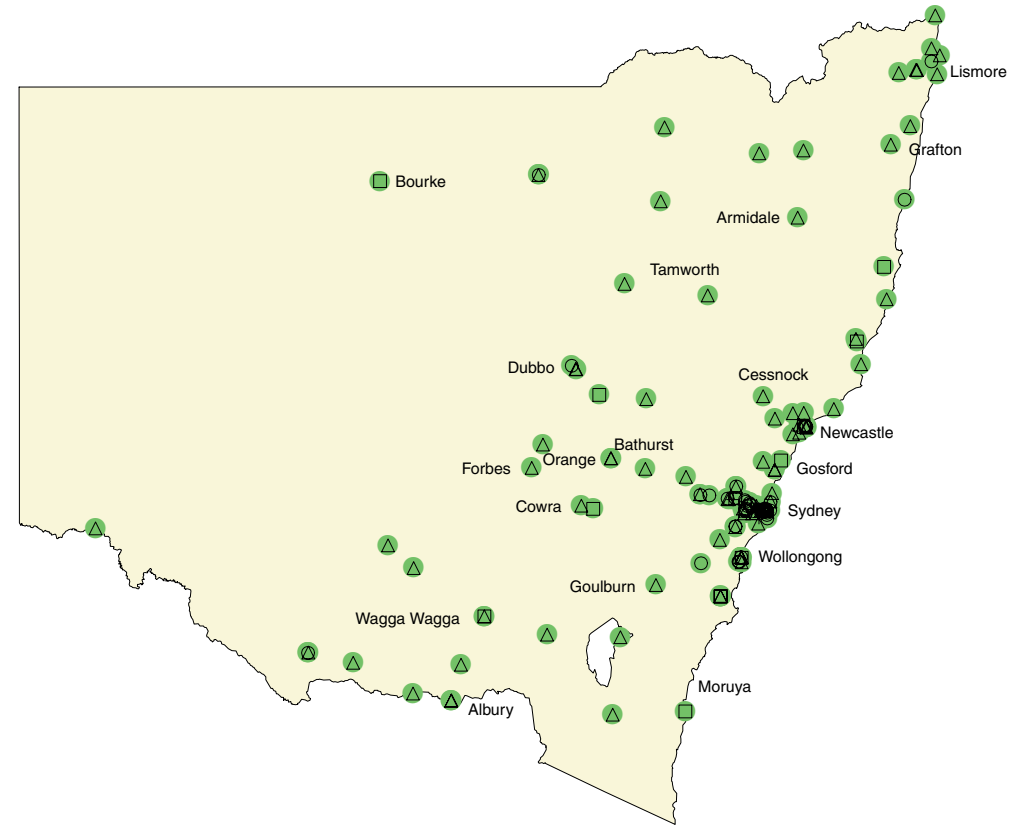 Lismore
Grafton
Bourke
Armidale
Tamworth
Dubbo
Cessnock
Newcastle
Bathurst
Orange
Forbes
Gosford
Cowra
Sydney
Wollongong
Goulburn
Wagga Wagga
Moruya
Albury